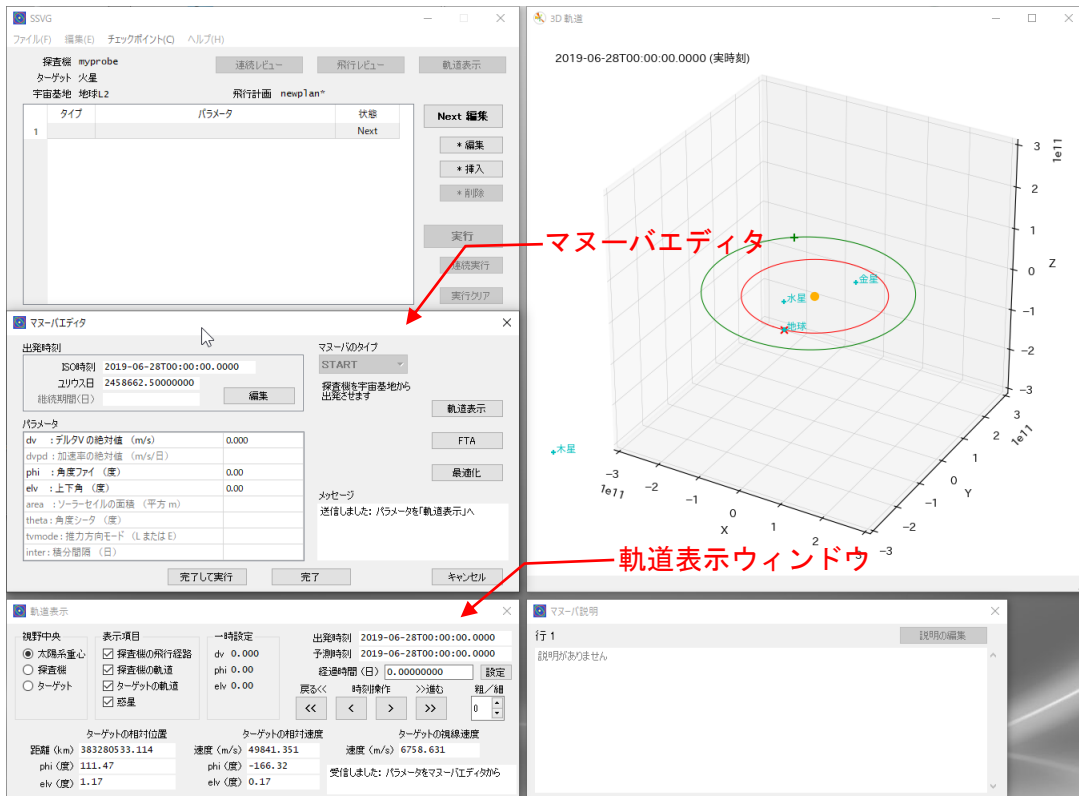 SSVG
ファイル(F) 編集(E) チェックポイント(C) ヘルプ(H)
探査機 myprobe
ターゲット 火星
宇宙基地 地球L2
連続レビュー 飛行レビュー 軌道表示
飛行計画 newplan*
タイプ パラメータ 状態
1 Next
Next 編集
* 編集
* 挿入
* 削除
実行
連続実行
実行クリア
マヌーバエディタ
マヌーバエディタ
出発時刻
ISO時刻 2019-06-28T00:00:00.0000
ユリウス日 2458662.50000000
継続期間(日)
編集
マヌーバのタイプ
START
探査機を宇宙基地から
出発させます
パラメータ
dv : デルタV の絶対値 (m/s) 0.000
dvpd : 加速率の絶対値 (m/s/日)
phi : 角度ファイ (度) 0.00
elv : 上下角 (度) 0.00
area : ソーラーセイルの面積 (平方 m)
theta : 角度シータ (度)
tvmode : 推力方向モード (L または E)
inter : 積分間隔 (日)
軌道表示
FTA
最適化
メッセージ
送信しました: パラメータを「軌道表示」へ
完了して実行 完了 キャンセル
軌道表示ウィンドウ
軌道表示
視野中央
太陽系重心
探査機
ターゲット
表示項目
探査機の飛行経路
探査機の軌道
ターゲットの軌道
惑星
一時設定
dv 0.000
phi 0.00
elv 0.00
出発時刻 2019-06-28T00:00:00.0000
予測時刻 2019-06-28T00:00:00.0000
経過時間 (日) 0.00000000 設定
戻る<< 時刻操作 >>進む 粗/細
<< < > >> 0
ターゲットの相対位置
距離 (km) 383280533.114
phi (度) 111.47
elv (度) 1.17
ターゲットの相対速度
速度 (m/s) 49841.351
phi (度) -166.32
elv (度) 0.17
ターゲットの視線速度
速度 (m/s) 6758.631
受信しました: パラメータをマヌーバエディタから
3D 軌道
2019-06-28T00:00:00.0000 (実時刻)
金星
水星
地球
木星
3
2
1
0
−1
−2
−3
1e11
Z
3
2
1
0
−1
−2
−3
1e11
Y
−3
−2
−1
0
1
2
3
1e11
X
マヌーバ説明
行 1
説明の編集
説明がありません